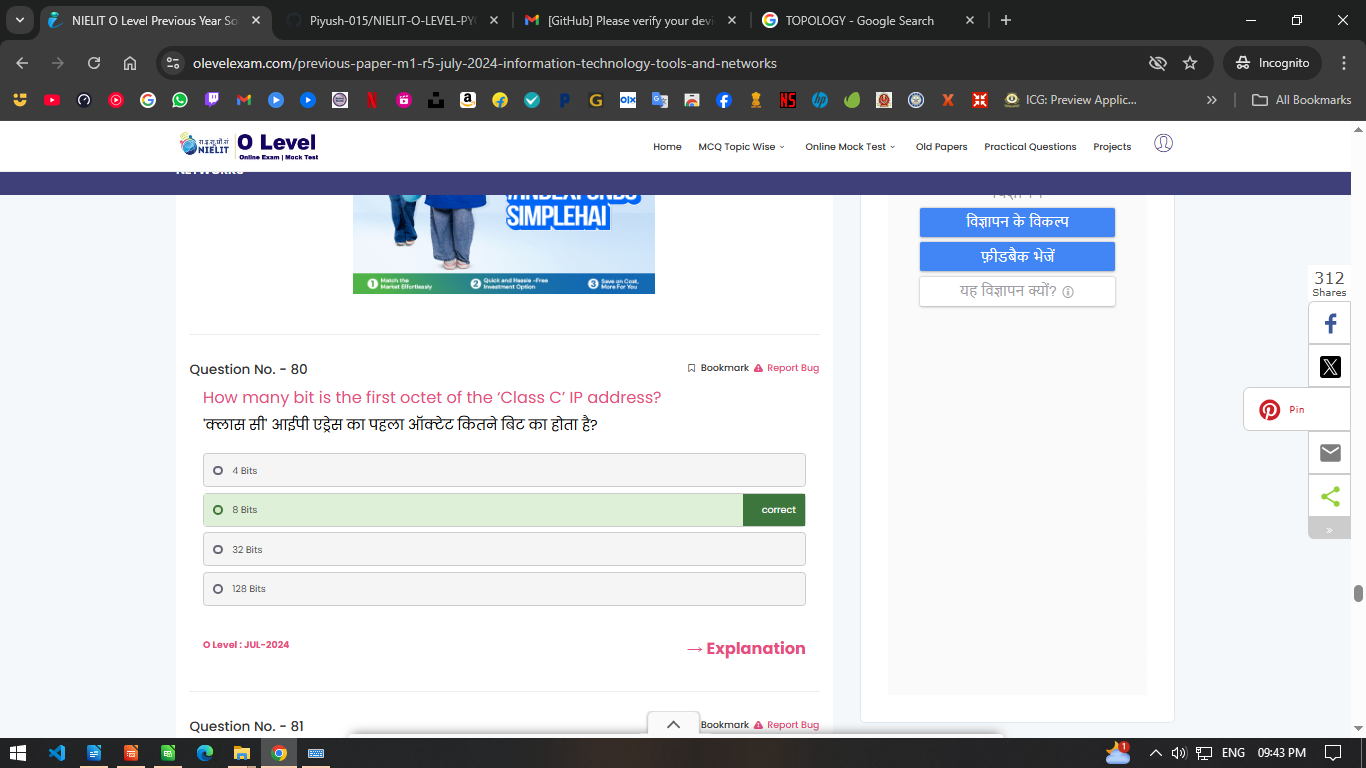 NIELIT O Level Previous Year So
Piyush-015/NIELIT-O-LEVEL-PY
[GitHub] Please verify your devi
TOPOLOGY - Google Search
olevelexam.com/previous-paper-m1-r5-july-2024-information-technology-tools-and-networks
Incognito
ICG: Preview Applic...
All Bookmarks
NIELIT
O Level
Online Exam | Mock Test
Home
MCQ Topic Wise
Online Mock Test
Old Papers
Practical Questions
Projects
NETWORKS
SIMPLEHAI
1 Match the Market Effortlessly
2 Quick and Hassle -Free Investment Option
3 Save on Cost, More For You
विज्ञापन के विकल्प
फ़ीडबैक भेजें
यह विज्ञापन क्यों?
312
Shares
Pin
Question No. - 80
Bookmark
Report Bug
How many bit is the first octet of the ‘Class C’ IP address?
'क्लास सी' आईपी एड्रेस का पहला ऑक्टेट कितने बिट का होता है?
4 Bits
8 Bits
correct
32 Bits
128 Bits
O Level : JUL-2024
→ Explanation
Question No. - 81
Bookmark
Report Bug
1
ENG
09:43 PM